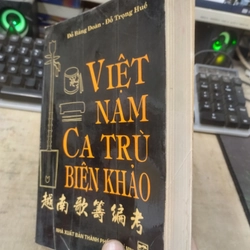 Đỗ Bằng Đoàn - Đỗ Trọng Huề
VIỆT
NAM
CA TRÙ
BIÊN KHẢO
越南歌籌編考
NHÀ XUẤT BẢN THÀNH PHỐ